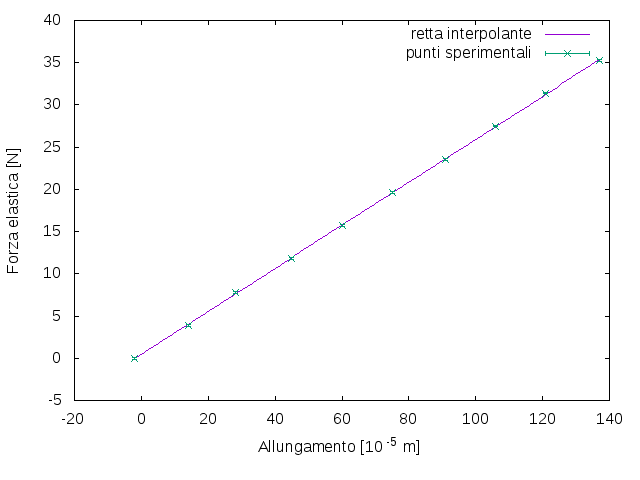 retta interpolante
punti sperimentali
Forza elastica [N]
40
35
30
25
20
15
10
5
0
-5
-20 0 20 40 60 80 100 120 140
Allungamento [10⁻⁵ m]